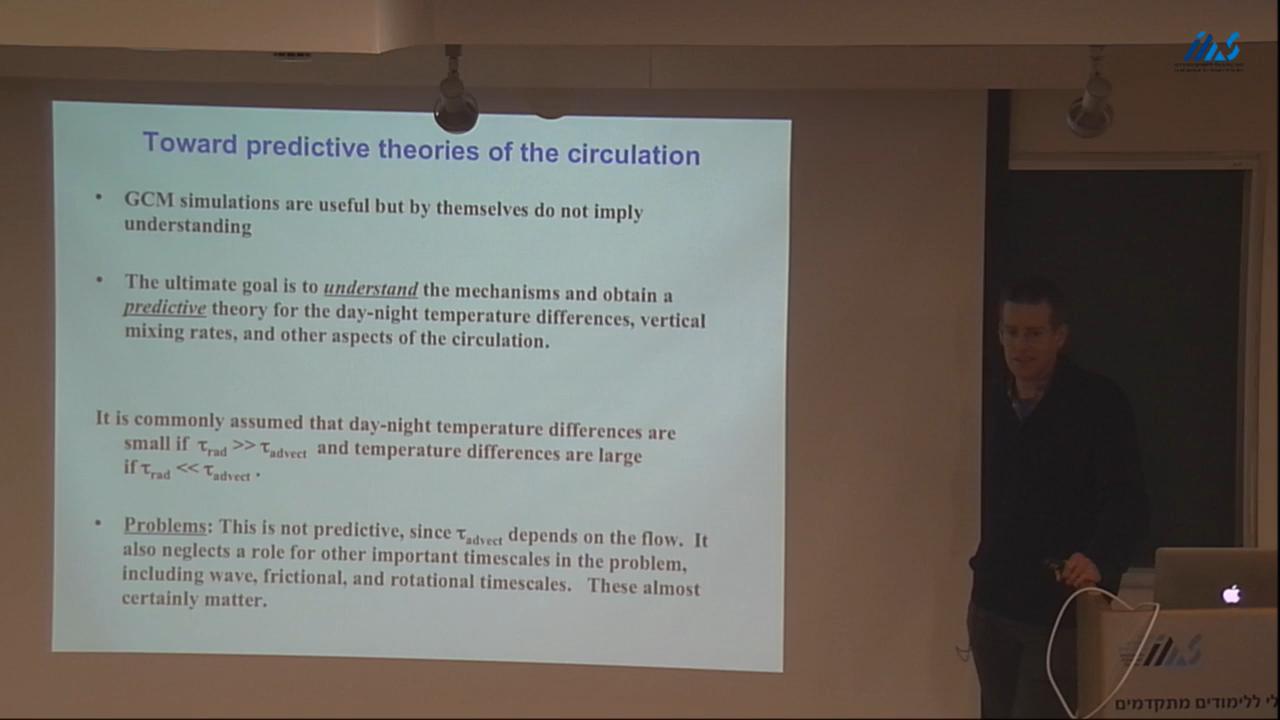 Toward predictive theories of the circulation
• GCM simulations are useful but by themselves do not imply
understanding
• The ultimate goal is to understand the mechanisms and obtain a
predictive theory for the day-night temperature differences, vertical
mixing rates, and other aspects of the circulation.
It is commonly assumed that day-night temperature differences are
small if τrad >> τadvect and temperature differences are large
if τrad << τadvect .
• Problems: This is not predictive, since τadvect depends on the flow. It
also neglects a role for other important timescales in the problem,
including wave, frictional, and rotational timescales. These almost
certainly matter.
לי ללימודים מתקדמים